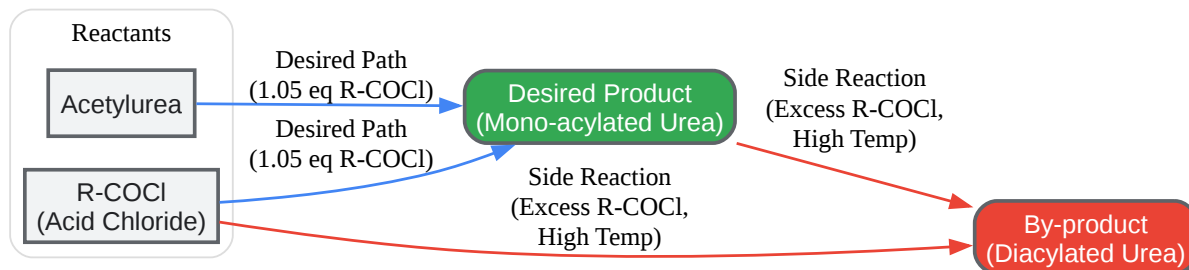 Reactants
Acetylurea
R-COCl
(Acid Chloride)
Desired Path
(1.05 eq R-COCl)
Desired Path
(1.05 eq R-COCl)
Desired Product
(Mono-acylated Urea)
Side Reaction
(Excess R-COCl,
High Temp)
Side Reaction
(Excess R-COCl,
High Temp)
By-product
(Diacylated Urea)